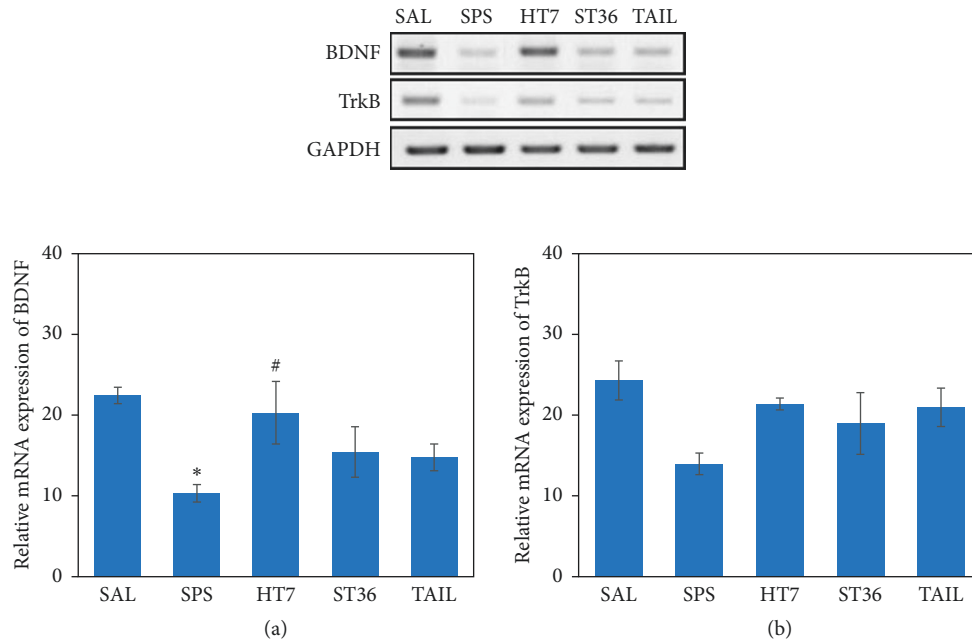 SAL SPS HT7 ST36 TAIL
BDNF
TrkB
GAPDH
Relative mRNA expression of BDNF
40
30
20
10
0
#
*
SAL SPS HT7 ST36 TAIL
(a)
Relative mRNA expression of TrkB
40
30
20
10
0
SAL SPS HT7 ST36 TAIL
(b)